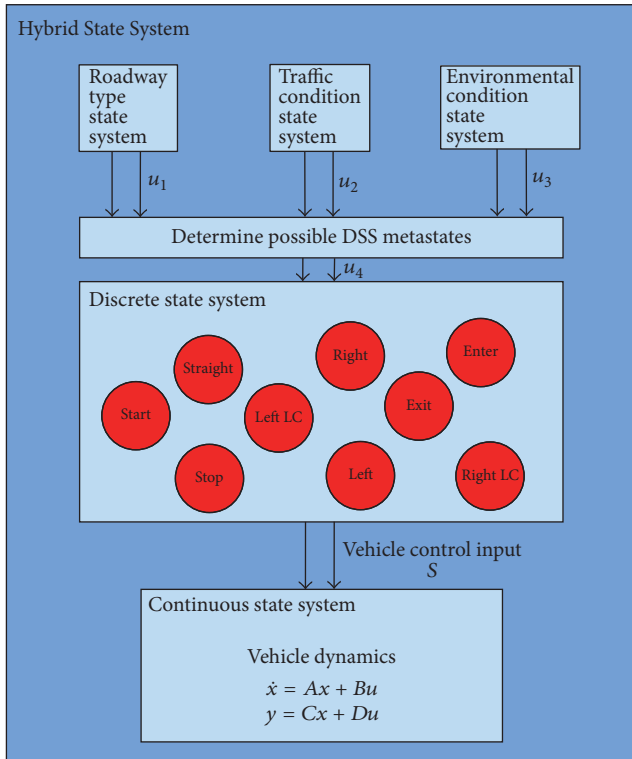 Hybrid State System
Roadway
type
state
system
Traffic
condition
state
system
Environmental
condition
state
system
u₁
u₂
u₃
Determine possible DSS metastates
u₄
Discrete state system
Right
Enter
Straight
Exit
Start
Left LC
Stop
Left
Right LC
Vehicle control input
S
Continuous state system
Vehicle dynamics
ẋ = Ax + Bu
y = Cx + Du